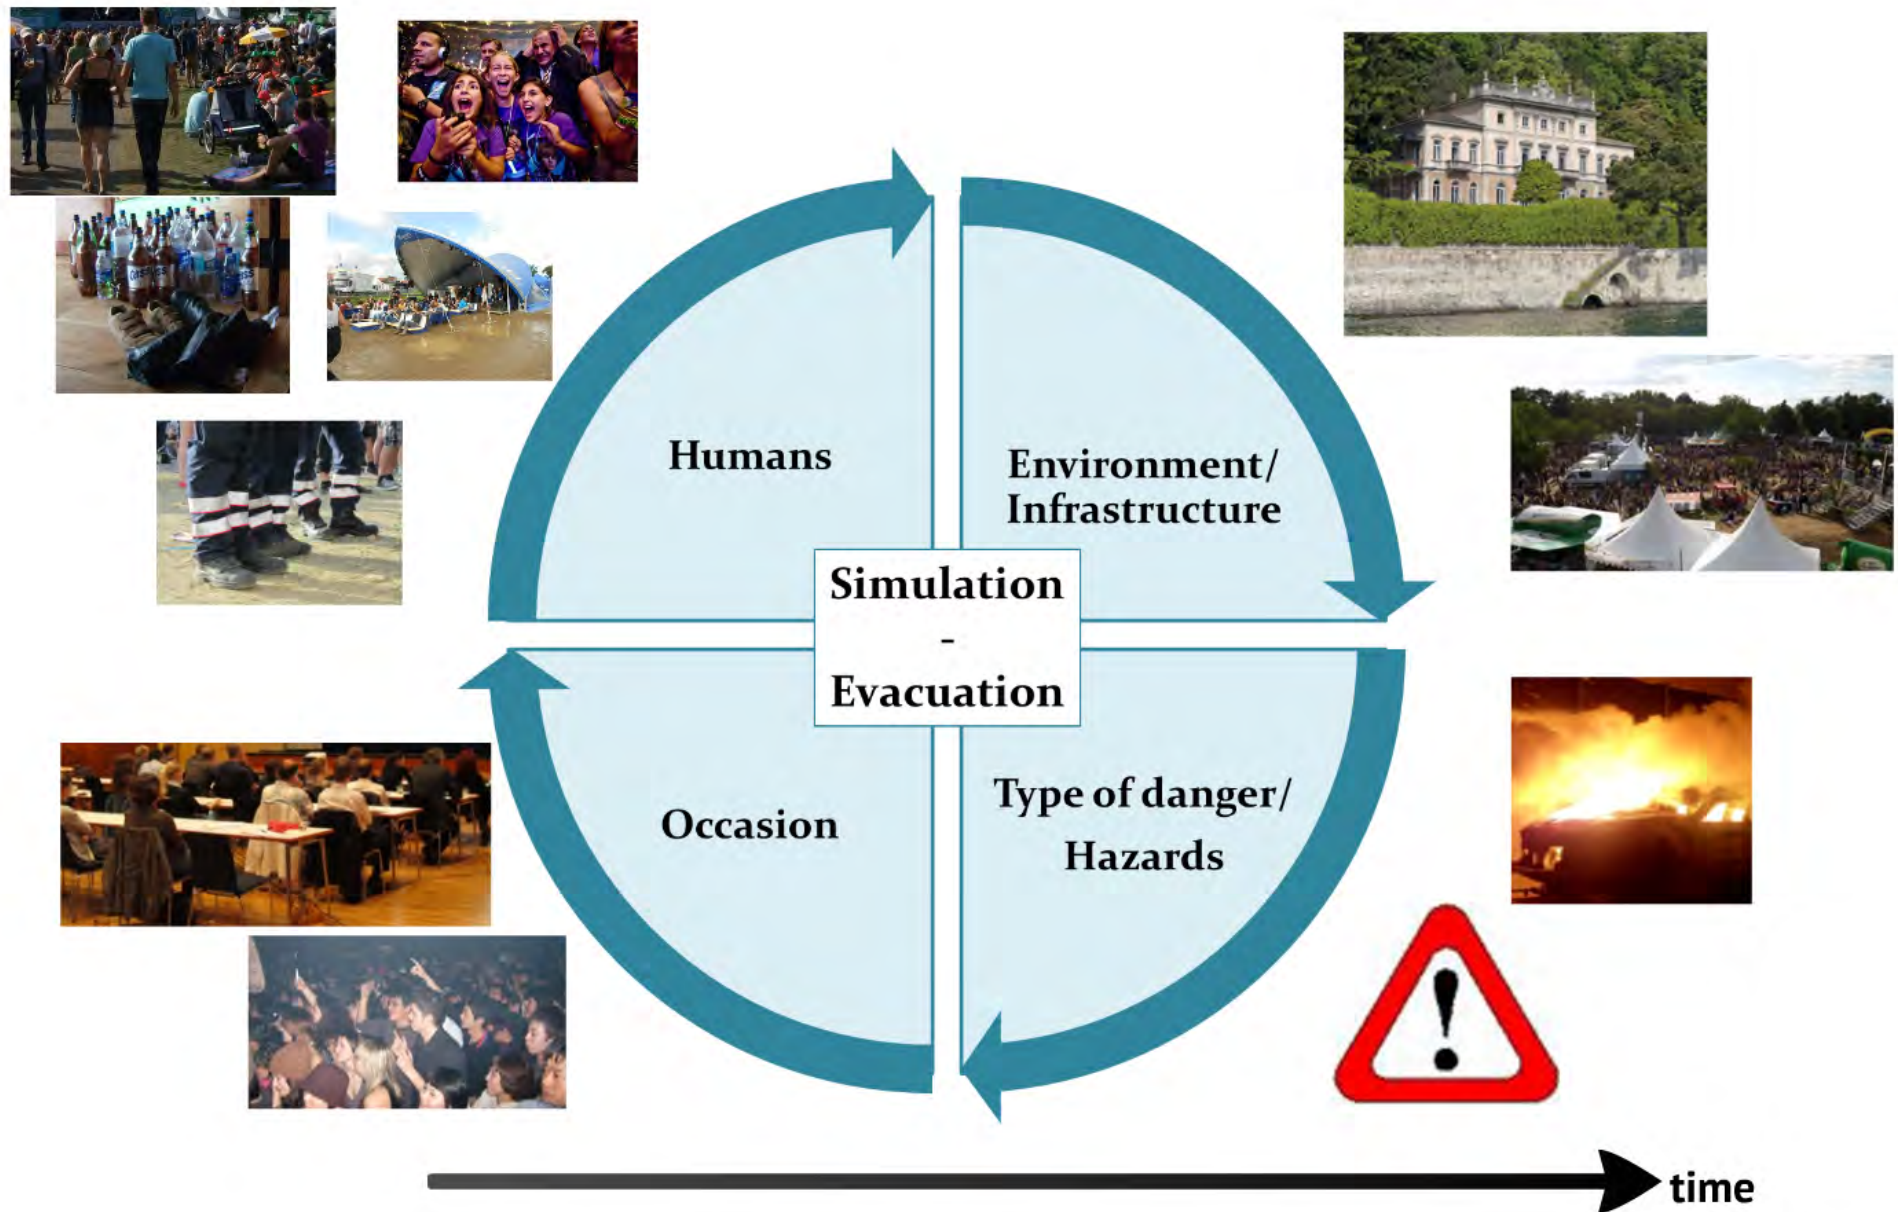 Humans
Environment/
Infrastructure
Simulation
-
Evacuation
Occasion
Type of danger/
Hazards
time